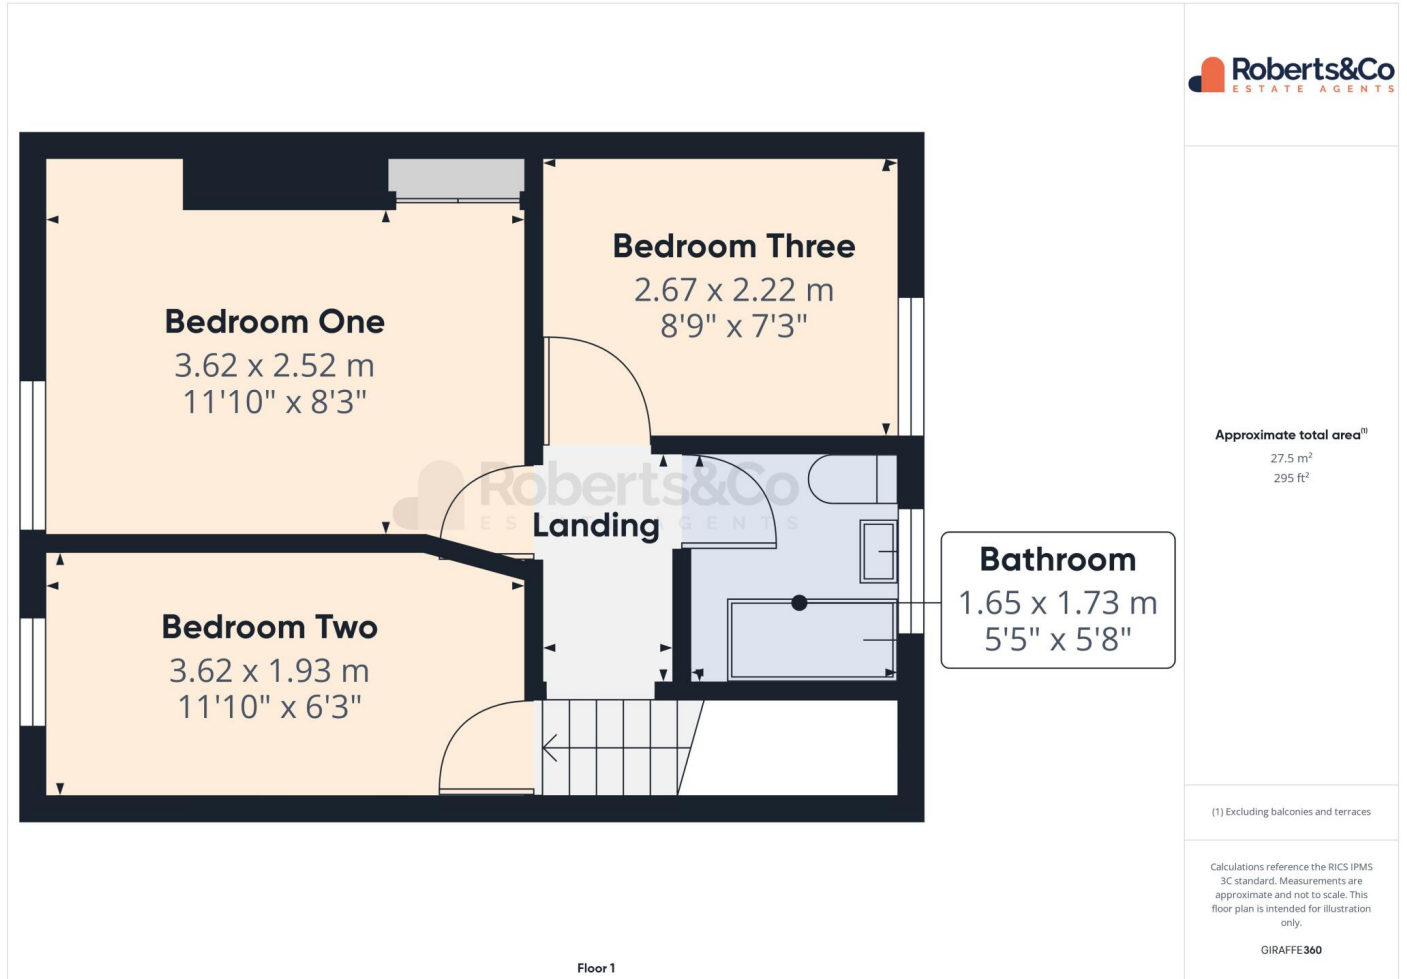 Roberts&Co
ESTATE AGENTS
Bedroom One
3.62 x 2.52 m
11'10" x 8'3"
Bedroom Three
2.67 x 2.22 m
8'9" x 7'3"
Roberts&Co
ESTATE AGENTS
Landing
Bathroom
1.65 x 1.73 m
5'5" x 5'8"
Bedroom Two
3.62 x 1.93 m
11'10" x 6'3"
Floor 1
Approximate total area⁽¹⁾
27.5 m²
295 ft²
(1) Excluding balconies and terraces
Calculations reference the RICS IPMS
3C standard. Measurements are
approximate and not to scale. This
floor plan is intended for illustration
only.
GIRAFFE360